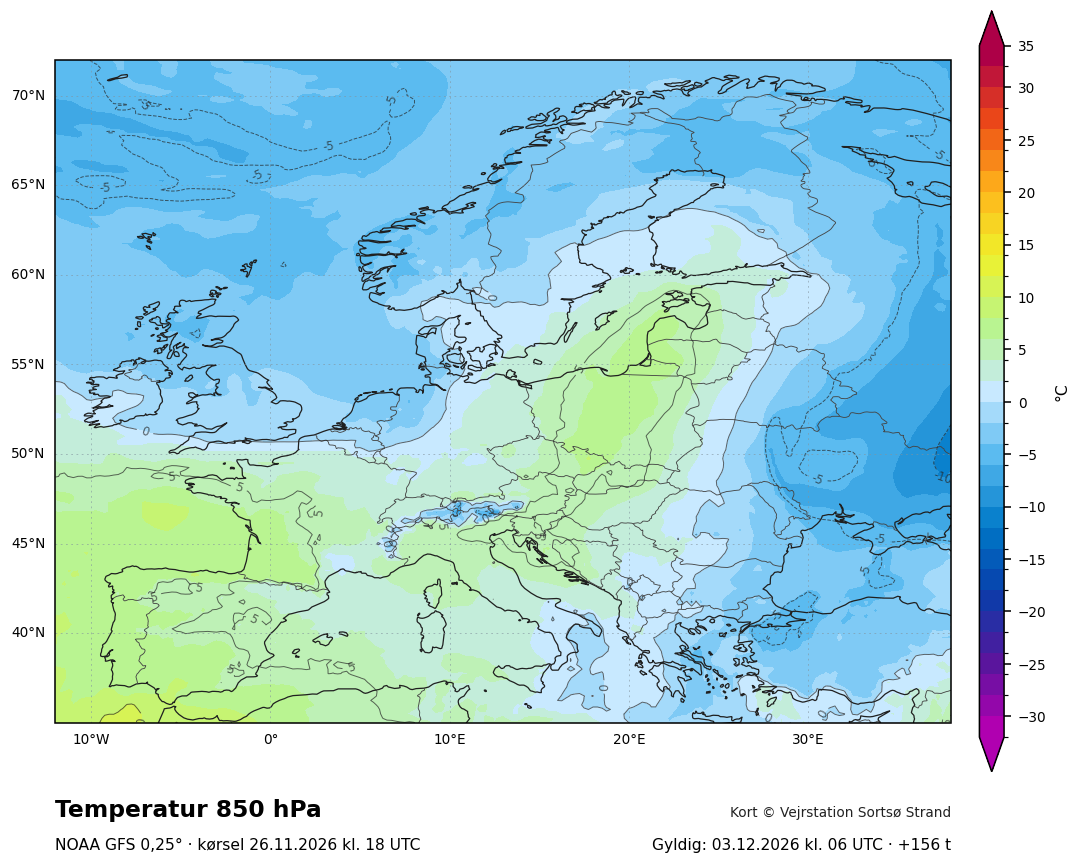 35
30
25
20
15
10
5
0
−5
−10
−15
−20
−25
−30
°C
70°N
65°N
60°N
55°N
50°N
45°N
40°N
10°W
0°
10°E
20°E
30°E
Temperatur 850 hPa
Kort © Vejrstation Sortsø Strand
NOAA GFS 0,25° · kørsel 26.11.2026 kl. 18 UTC
Gyldig: 03.12.2026 kl. 06 UTC · +156 t